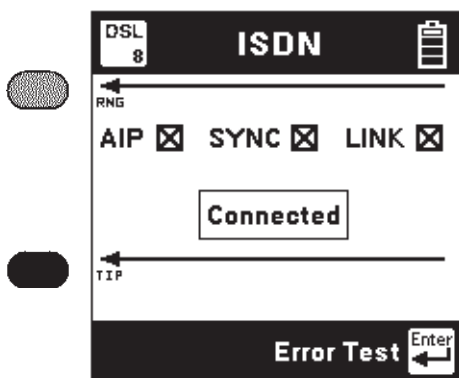 DSL
8
ISDN
RNG
AIP ☒ SYNC ☒ LINK ☒
Connected
TIP
Error Test Enter